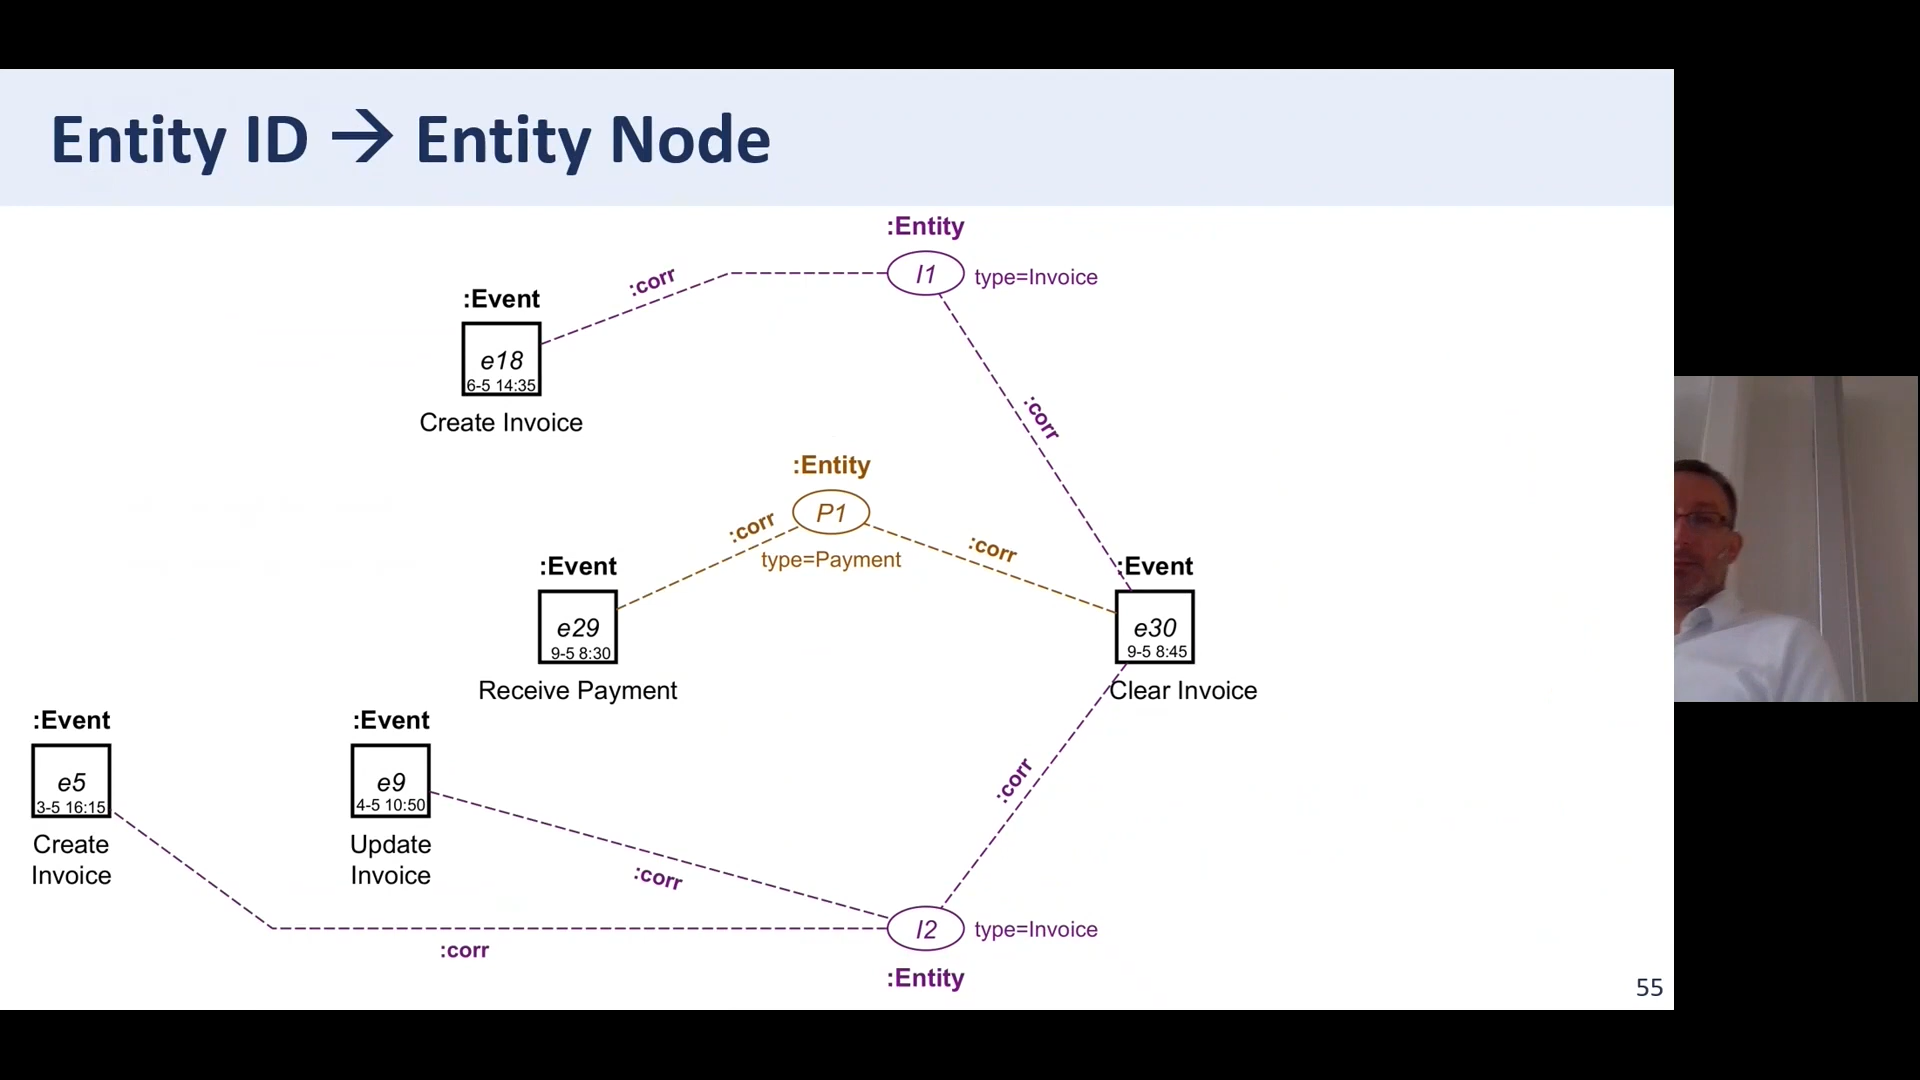 Entity ID → Entity Node
:Entity
I1
type=Invoice
:corr
:Event
e18
6-5 14:35
Create Invoice
:corr
:Entity
P1
type=Payment
:corr
:corr
:Event
e29
9-5 8:30
Receive Payment
:Event
e30
9-5 8:45
Clear Invoice
:Event
e5
3-5 16:15
Create
Invoice
:Event
e9
4-5 10:50
Update
Invoice
:corr
:corr
:corr
I2
type=Invoice
:Entity
55